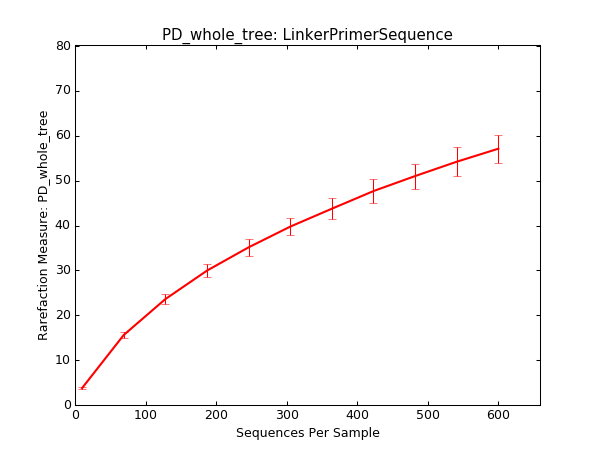 PD_whole_tree: LinkerPrimerSequence
80
70
60
50
40
30
20
10
0
Rarefaction Measure: PD_whole_tree
0 100 200 300 400 500 600
Sequences Per Sample